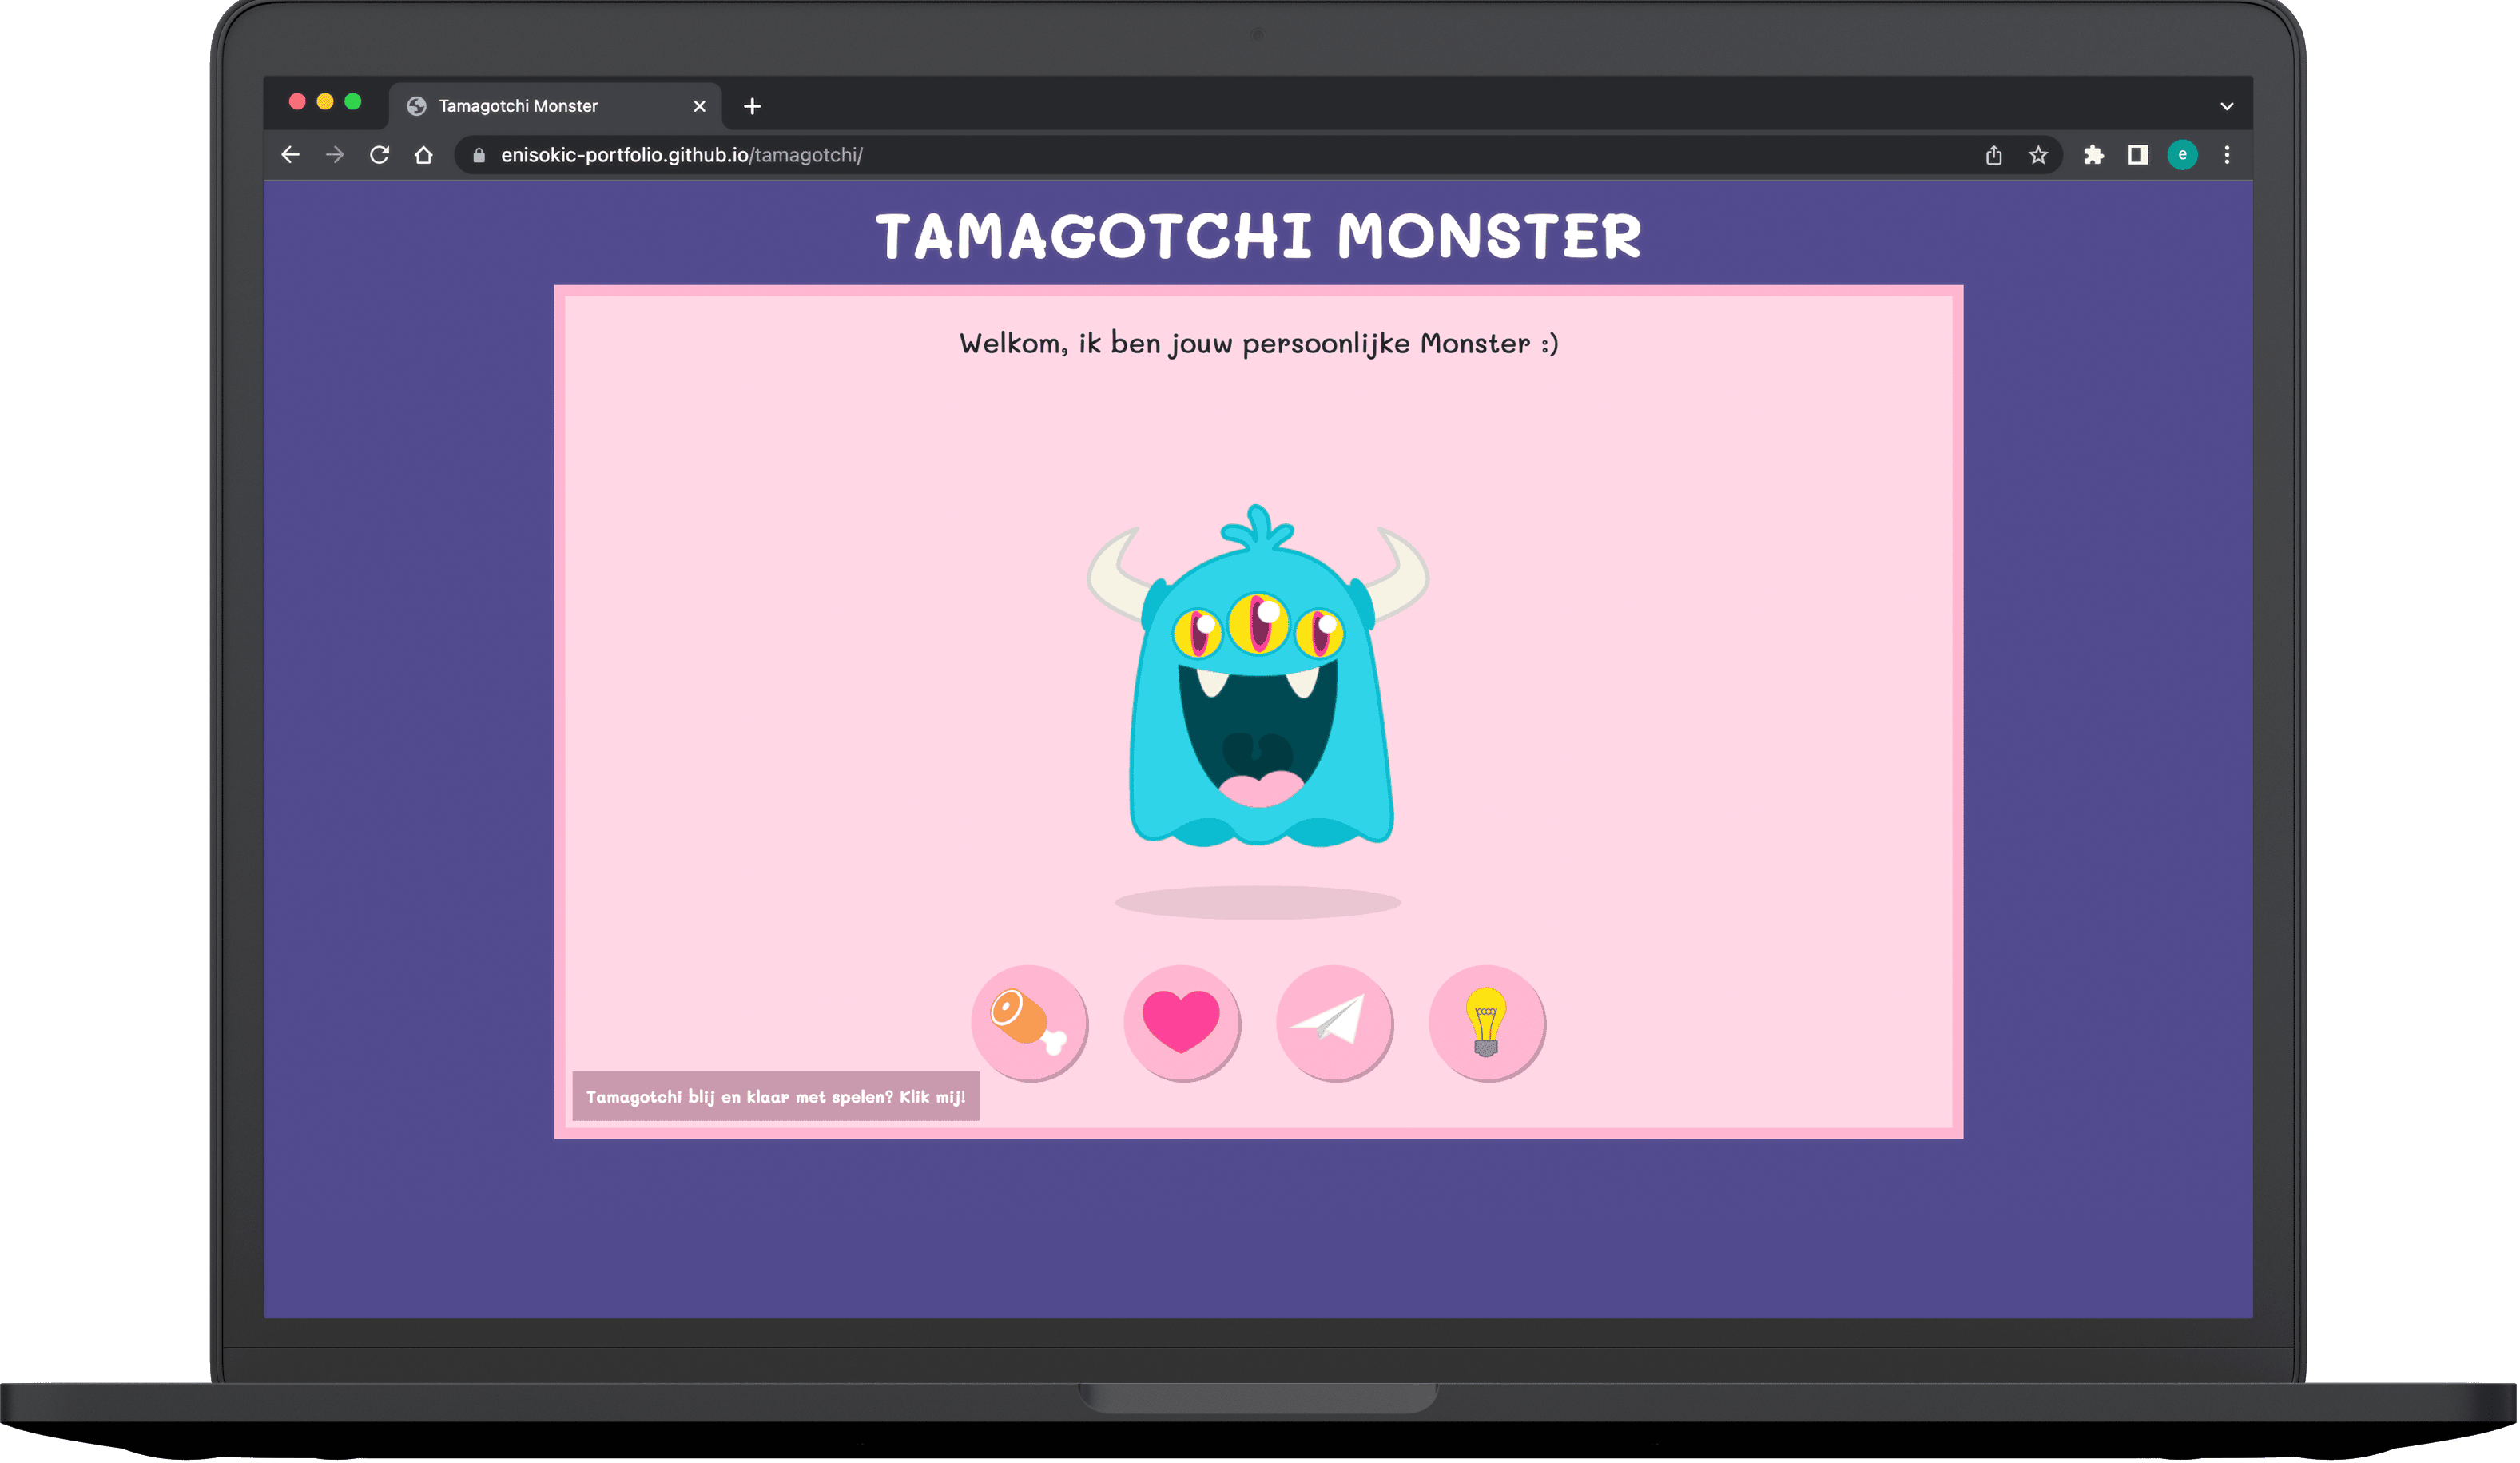 Tamagotchi Monster
enisokic-portfolio.github.io/tamagotchi/
e
TAMAGOTCHI MONSTER
Welkom, ik ben jouw persoonlijke Monster :)
Tamagotchi blij en klaar met spelen? Klik mij!